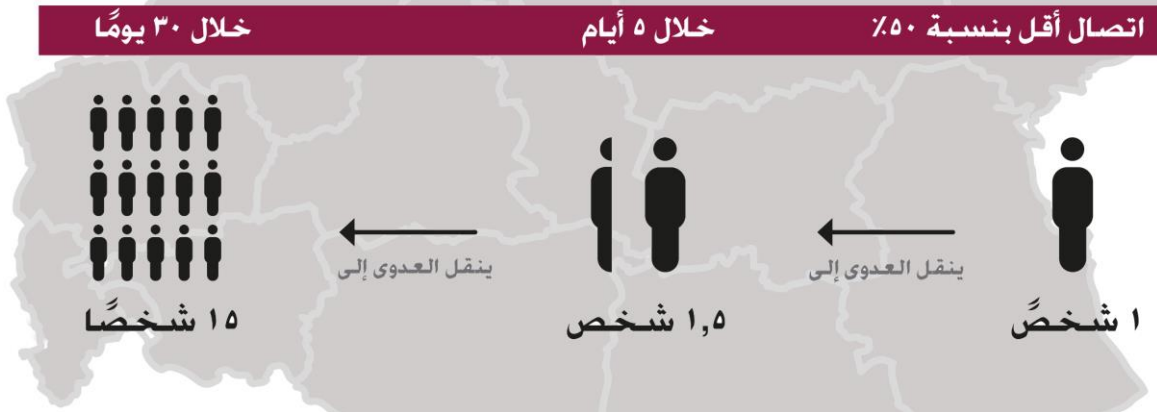 اتصال أقل بنسبة ٥٠٪
خلال ٥ أيام
خلال ٣٠ يومًا
ينقل العدوى إلى
ينقل العدوى إلى
١ شخصً
١,٥ شخص
١٥ شخصًا